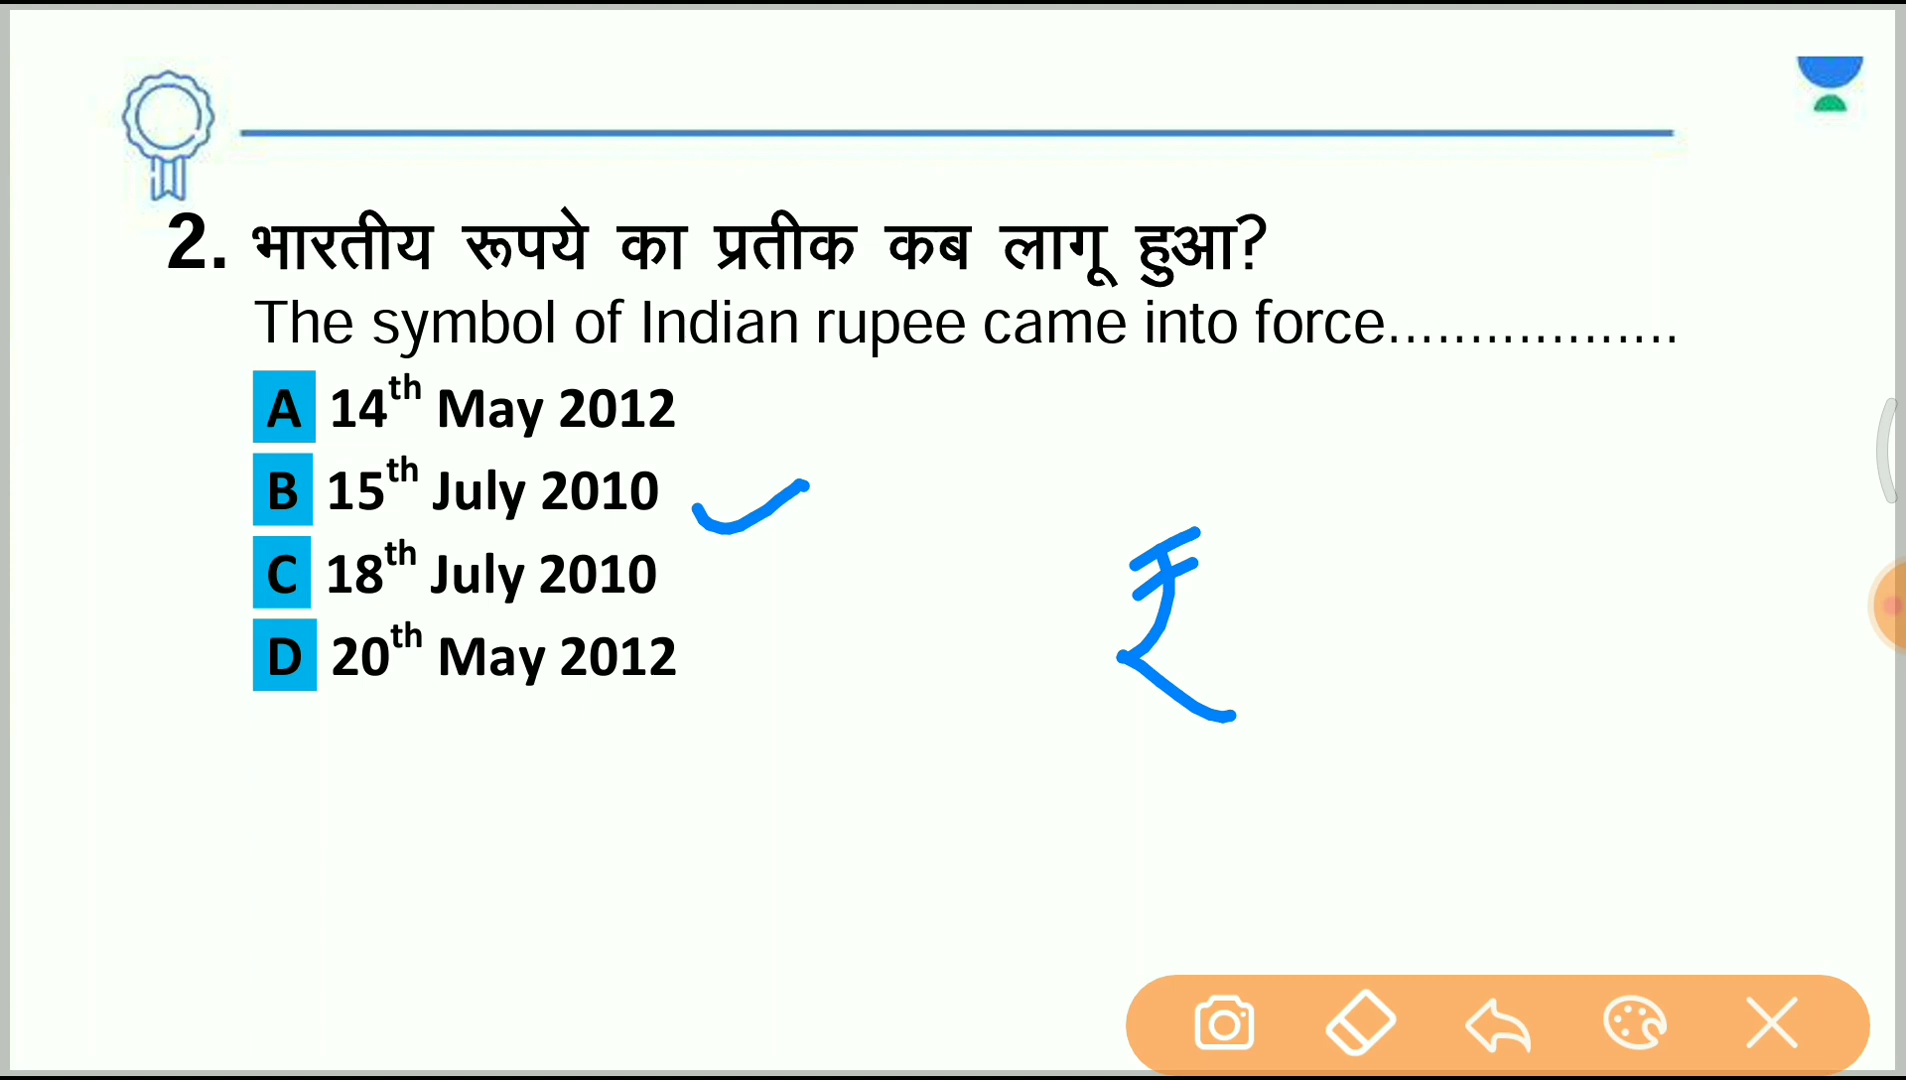 2. भारतीय रूपये का प्रतीक कब लागू हुआ?
The symbol of Indian rupee came into force..................
A 14th May 2012
B 15th July 2010
C 18th July 2010
D 20th May 2012
₹